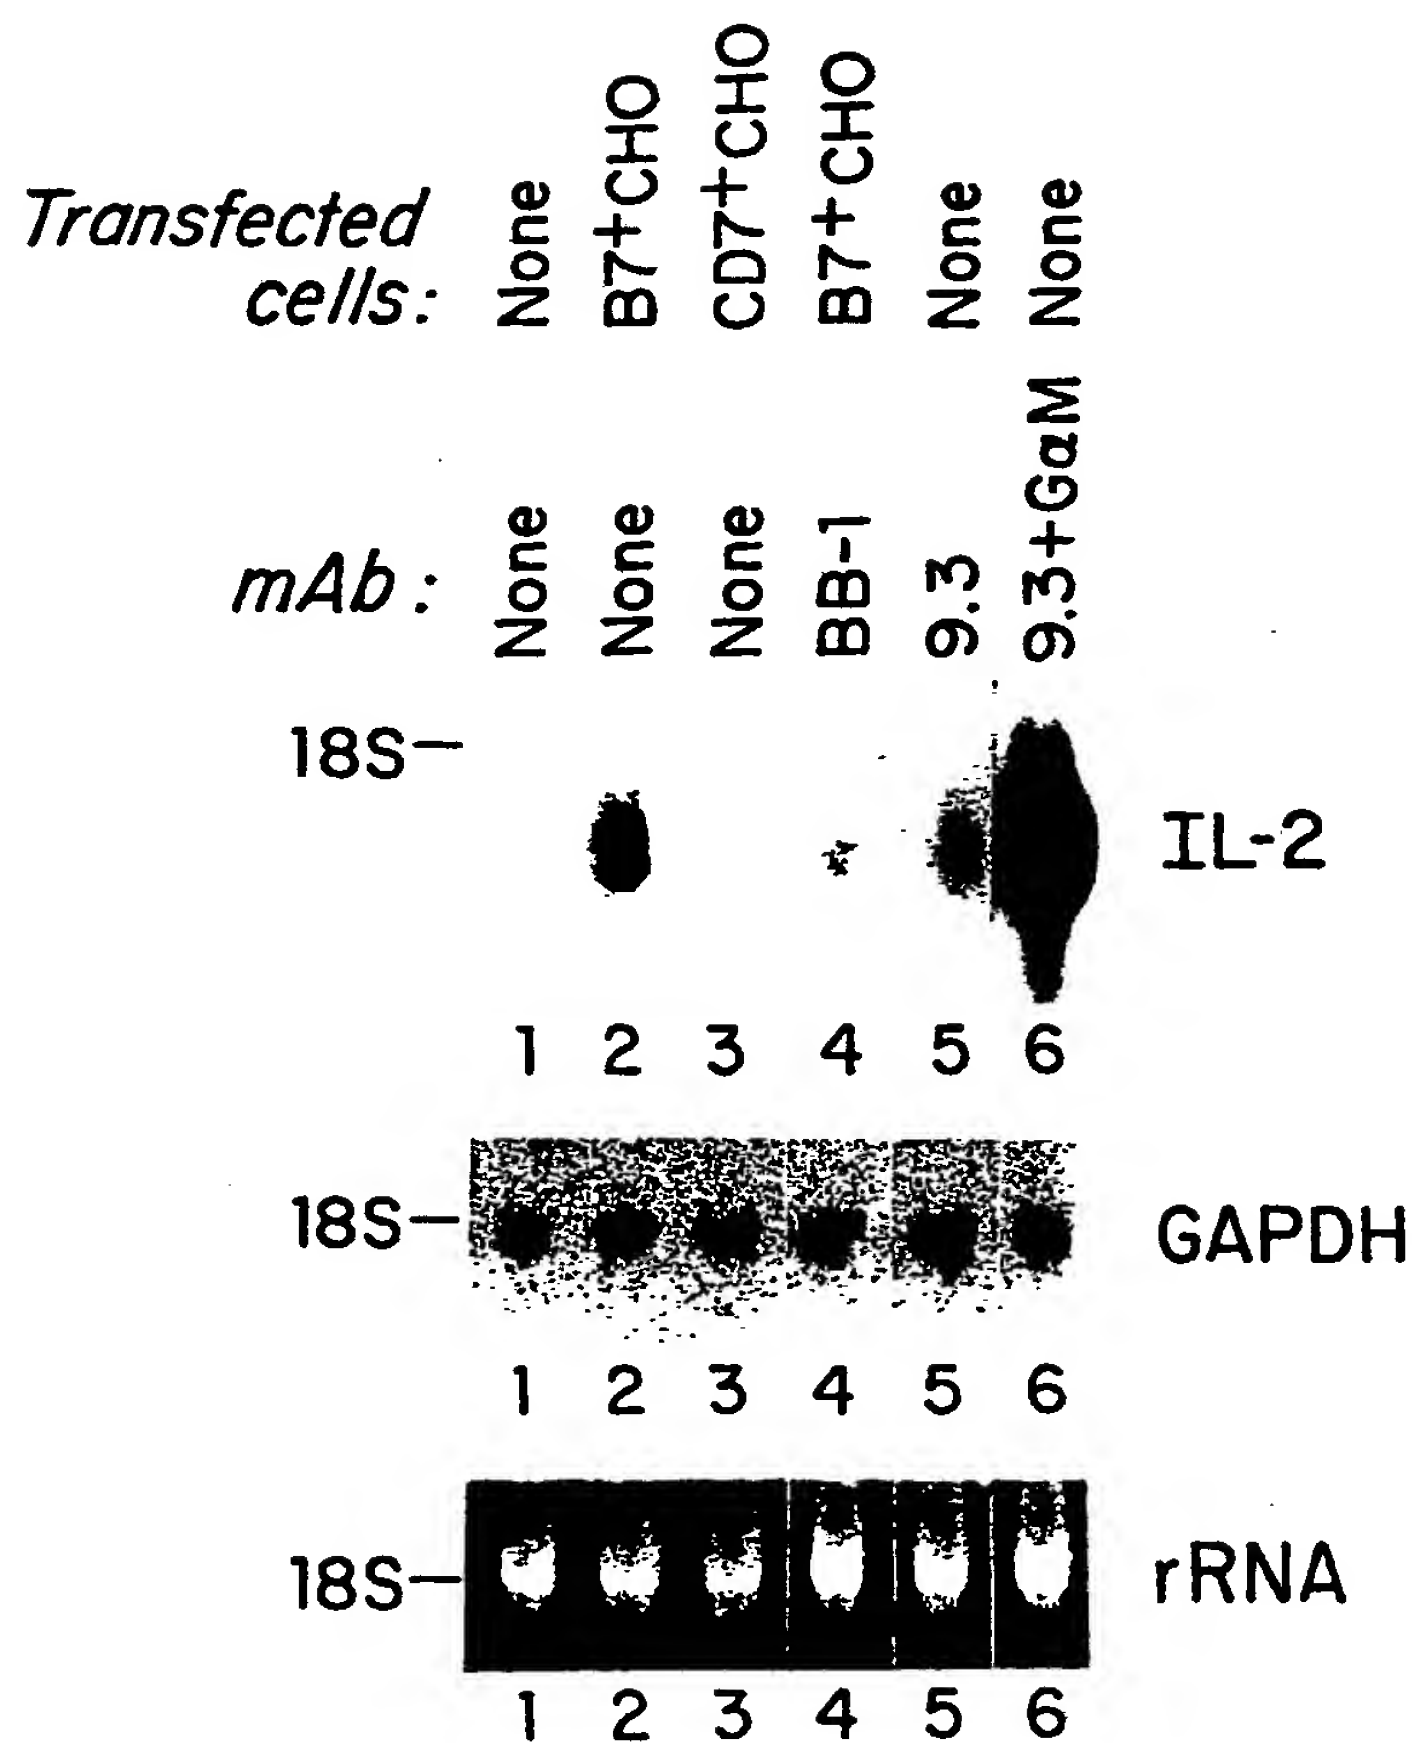 Transfected cells: None B7+CHO CD7+CHO B7+CHO None None
mAb: None None None BB-1 9.3 9.3+GαM
18S
IL-2
1 2 3 4 5 6
18S
GAPDH
1 2 3 4 5 6
18S
rRNA
1 2 3 4 5 6